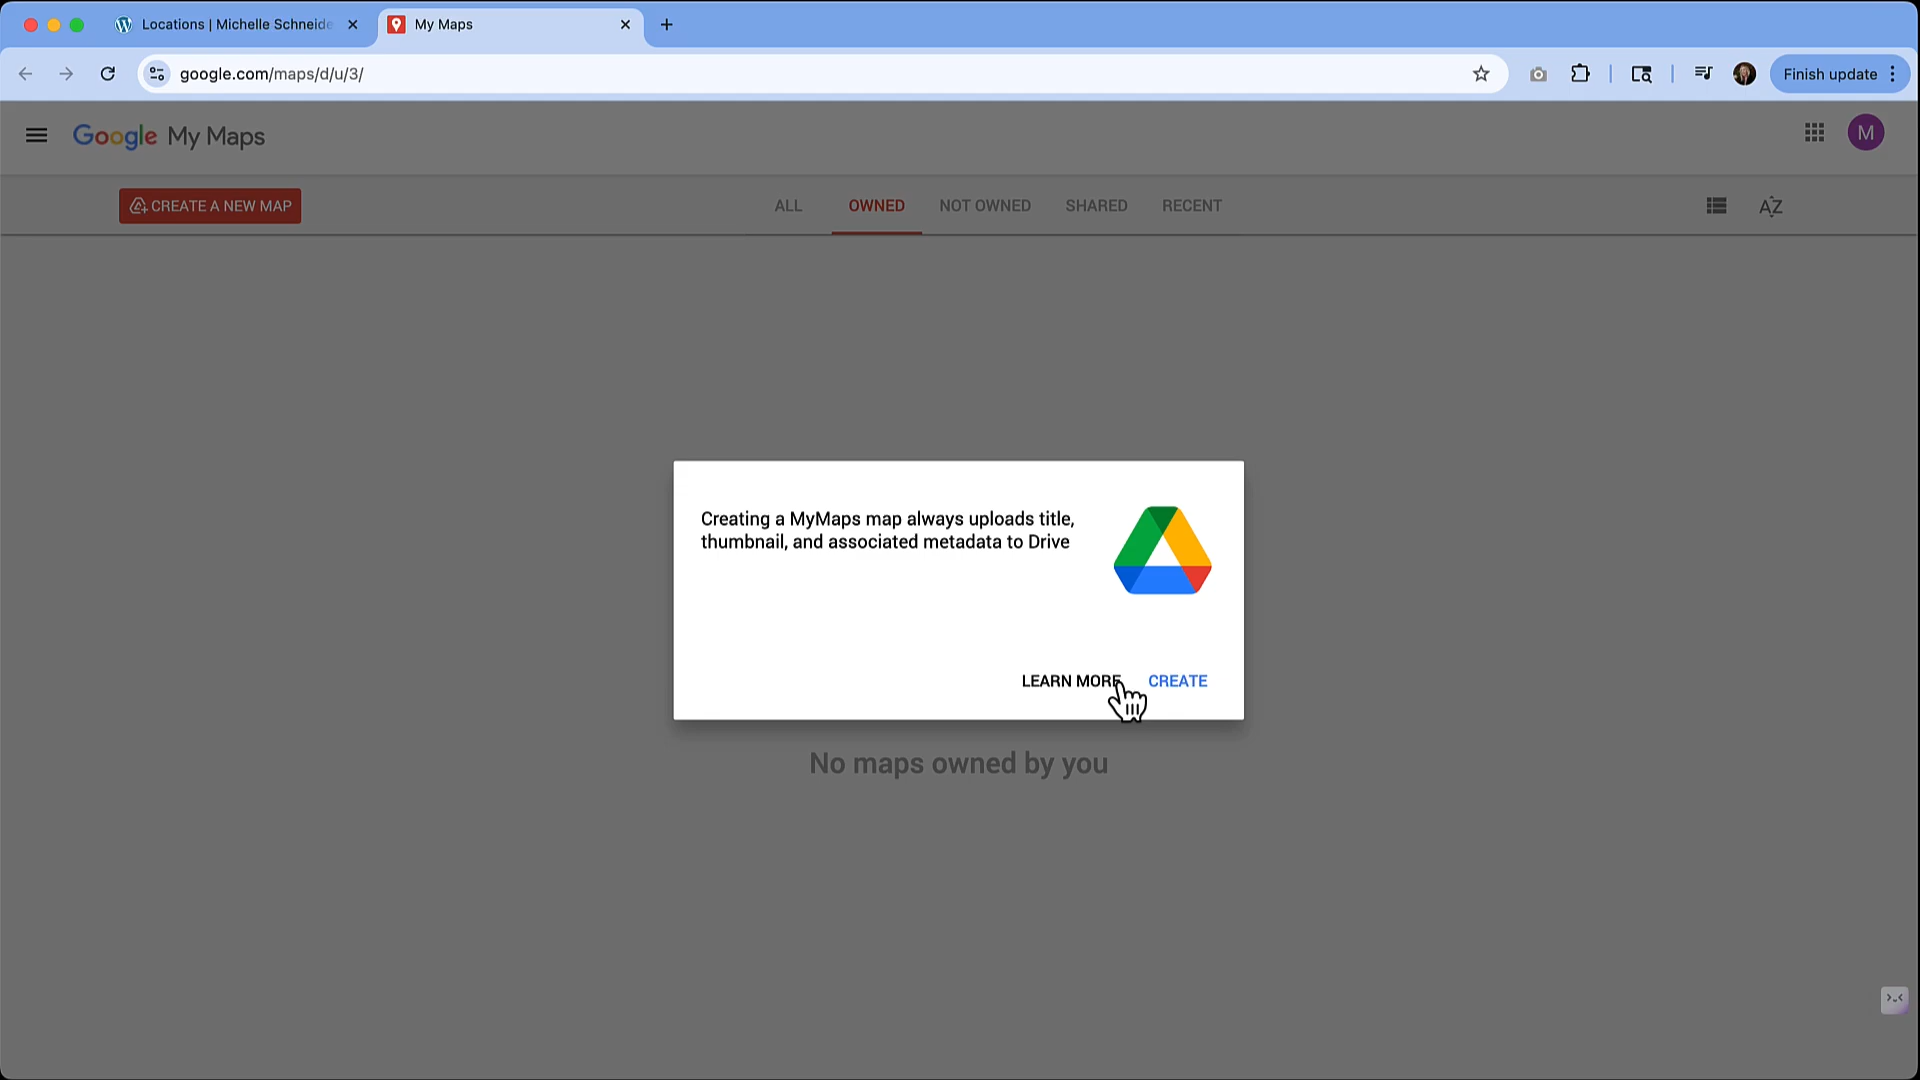 Locations | Michelle Schneide
My Maps
google.com/maps/d/u/3/
Finish update
Google My Maps
M
CREATE A NEW MAP
ALL
OWNED
NOT OWNED
SHARED
RECENT
AZ
Creating a MyMaps map always uploads title,
thumbnail, and associated metadata to Drive
LEARN MORE
CREATE
No maps owned by you